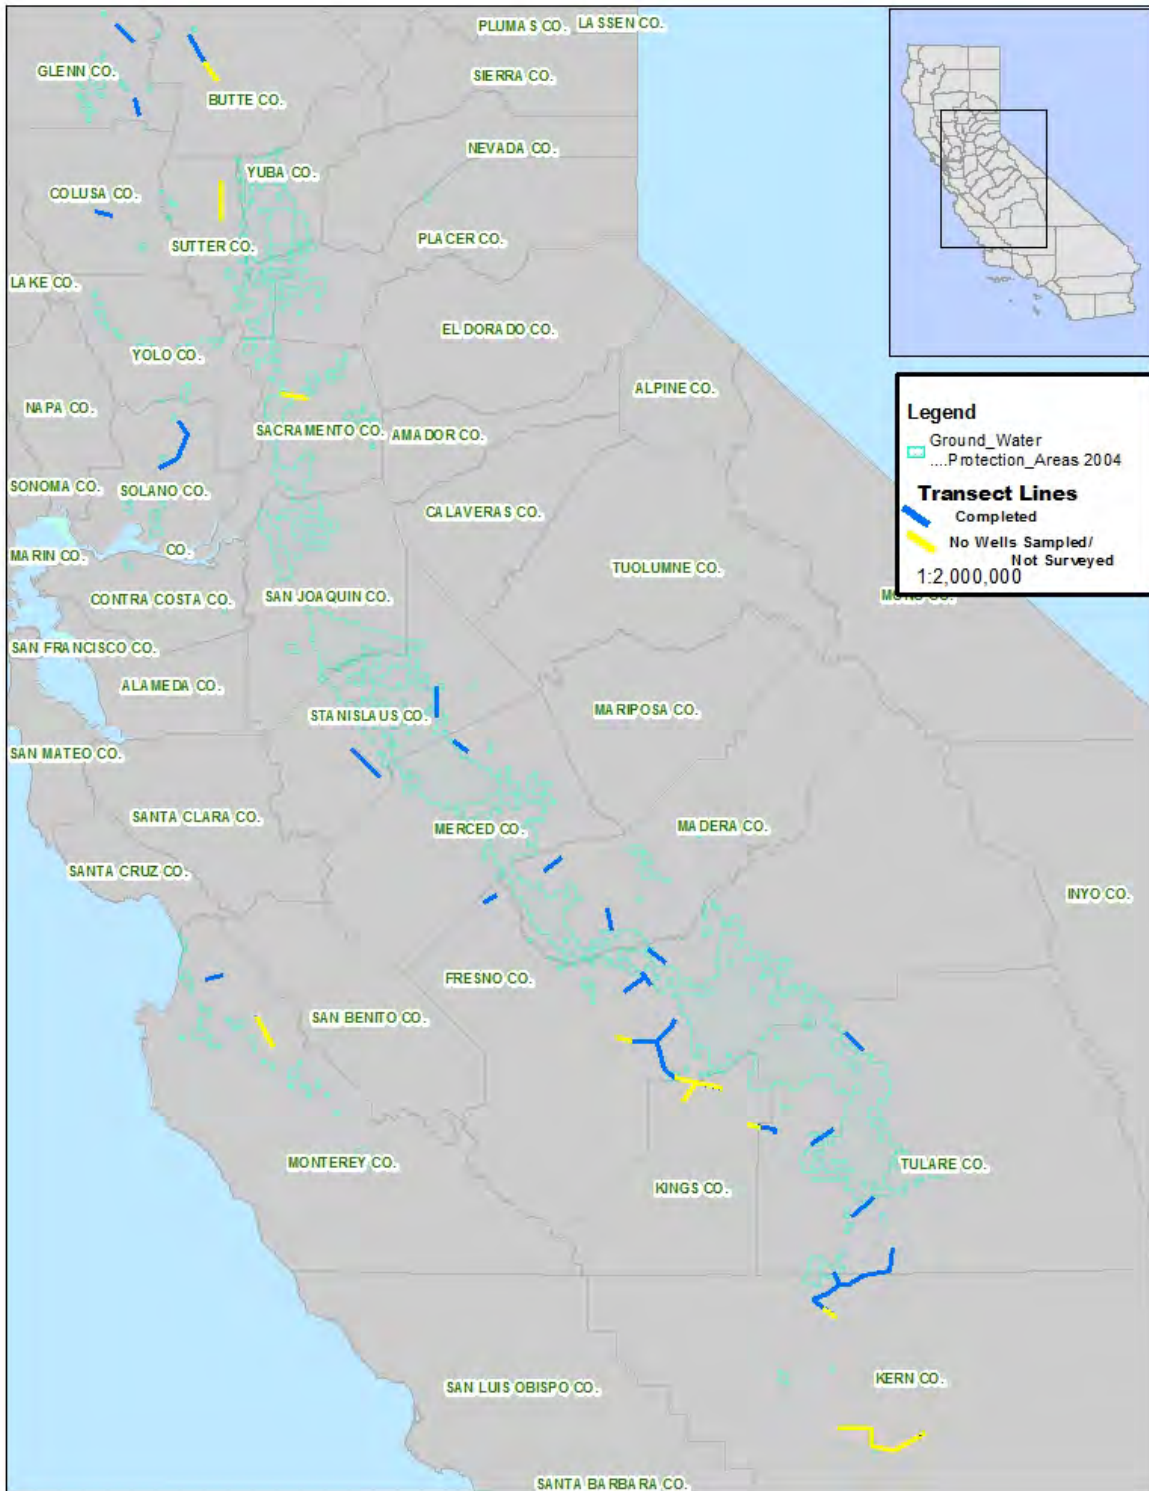 PLUMAS CO.
LASSEN CO.
GLENN CO.
SIERRA CO.
BUTTE CO.
NEVADA CO.
YUBA CO.
COLUSA CO.
SUTTER CO.
PLACER CO.
LAKE CO.
EL DORADO CO.
YOLO CO.
ALPINE CO.
NAPA CO.
SACRAMENTO CO.
AMADOR CO.
Legend
Ground_Water
....Protection_Areas 2004
Transect Lines
Completed
No Wells Sampled/
Not Surveyed
1:2,000,000
SONOMA CO.
SOLANO CO.
CALAVERAS CO.
MARIN CO.
CO.
TUOLUMNE CO.
CONTRA COSTA CO.
SAN JOAQUIN CO.
SAN FRANCISCO CO.
ALAMEDA CO.
STANISLAUS CO.
MARIPOSA CO.
SAN MATEO CO.
SANTA CLARA CO.
MERCED CO.
MADERA CO.
SANTA CRUZ CO.
INYO CO.
FRESNO CO.
SAN BENITO CO.
MONTEREY CO.
TULARE CO.
KINGS CO.
KERN CO.
SAN LUIS OBISPO CO.
SANTA BARBARA CO.